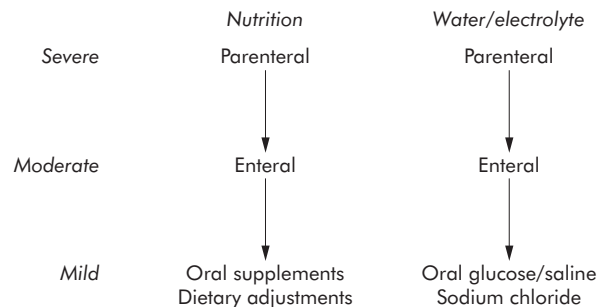 Nutrition Water/electrolyte
Severe Parenteral Parenteral
Moderate Enteral Enteral
Mild Oral supplements Oral glucose/saline
Dietary adjustments Sodium chloride